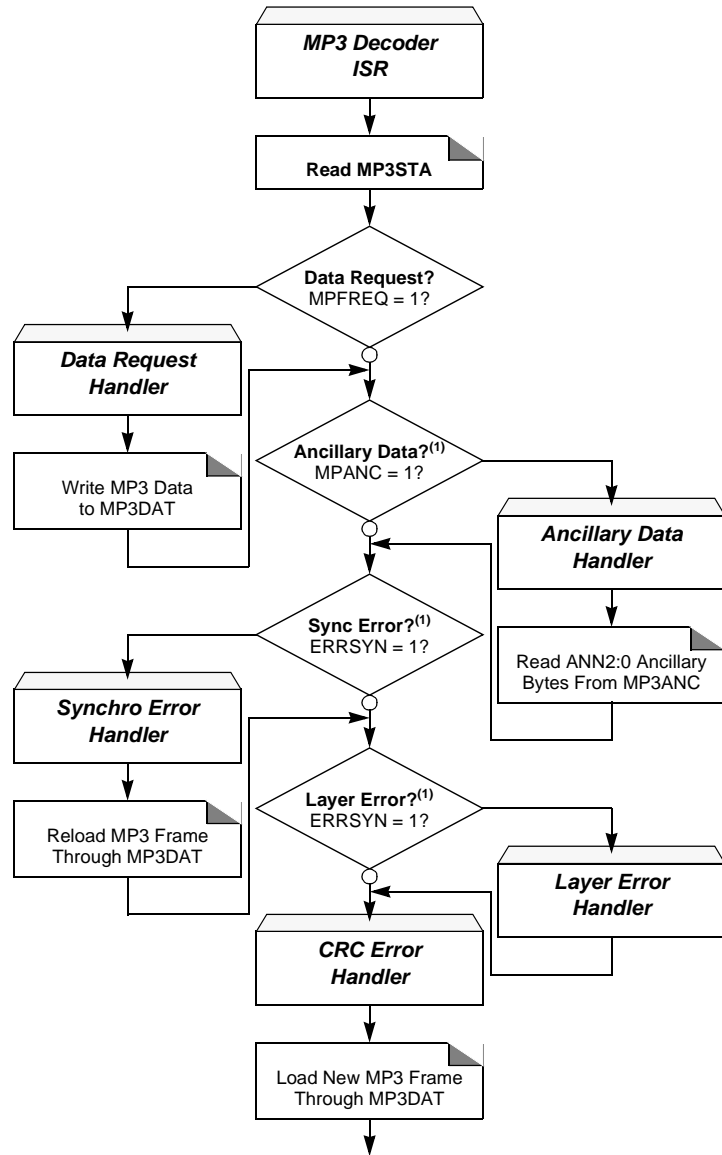 MP3 Decoder
ISR
Read MP3STA
Data Request?
MPFREQ = 1?
Data Request
Handler
Write MP3 Data
to MP3DAT
Ancillary Data?(1)
MPANC = 1?
Ancillary Data
Handler
Read ANN2:0 Ancillary
Bytes From MP3ANC
Sync Error?(1)
ERRSYN = 1?
Synchro Error
Handler
Reload MP3 Frame
Through MP3DAT
Layer Error?(1)
ERRSYN = 1?
Layer Error
Handler
CRC Error
Handler
Load New MP3 Frame
Through MP3DAT